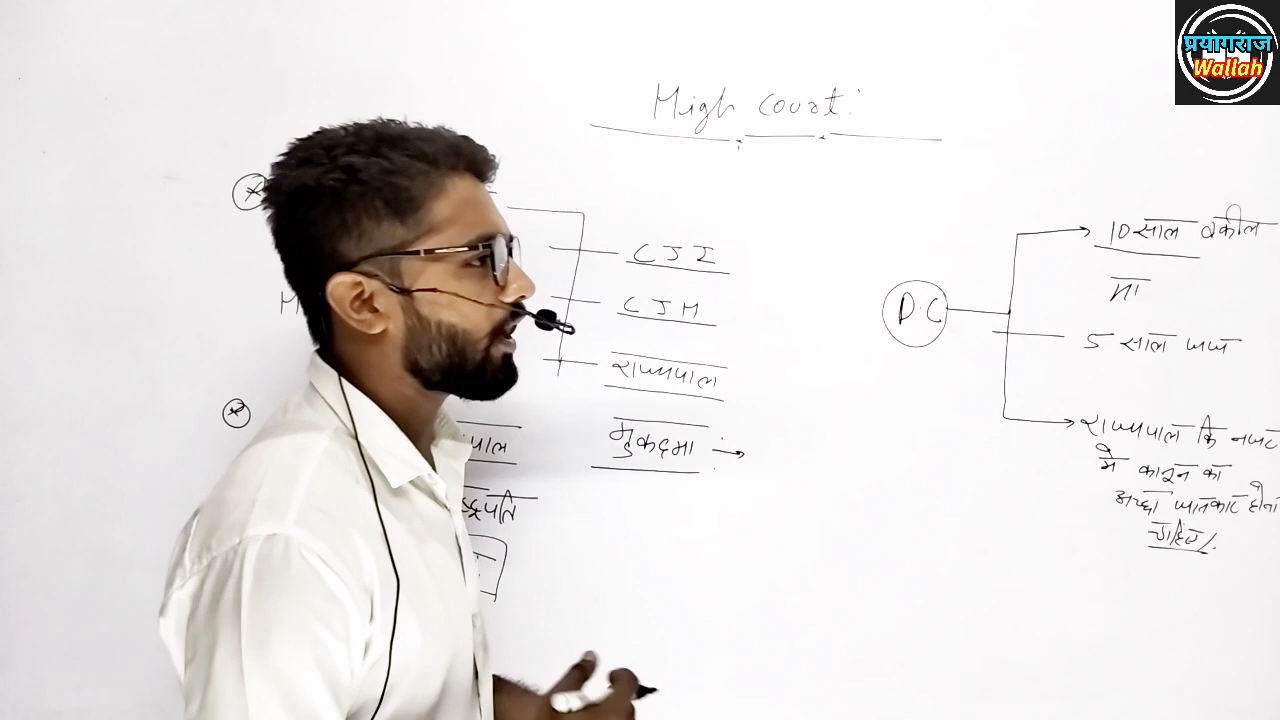 प्रयागराज
Wallah
High Court:
CJI
CJM
राज्यपाल
मुकदमा :→
पाल
D.C
10 साल वकील
ना
5 साल जज
राज्यपाल कि नजर
में कानून का
अच्छा जानकार होना
चाहिए।